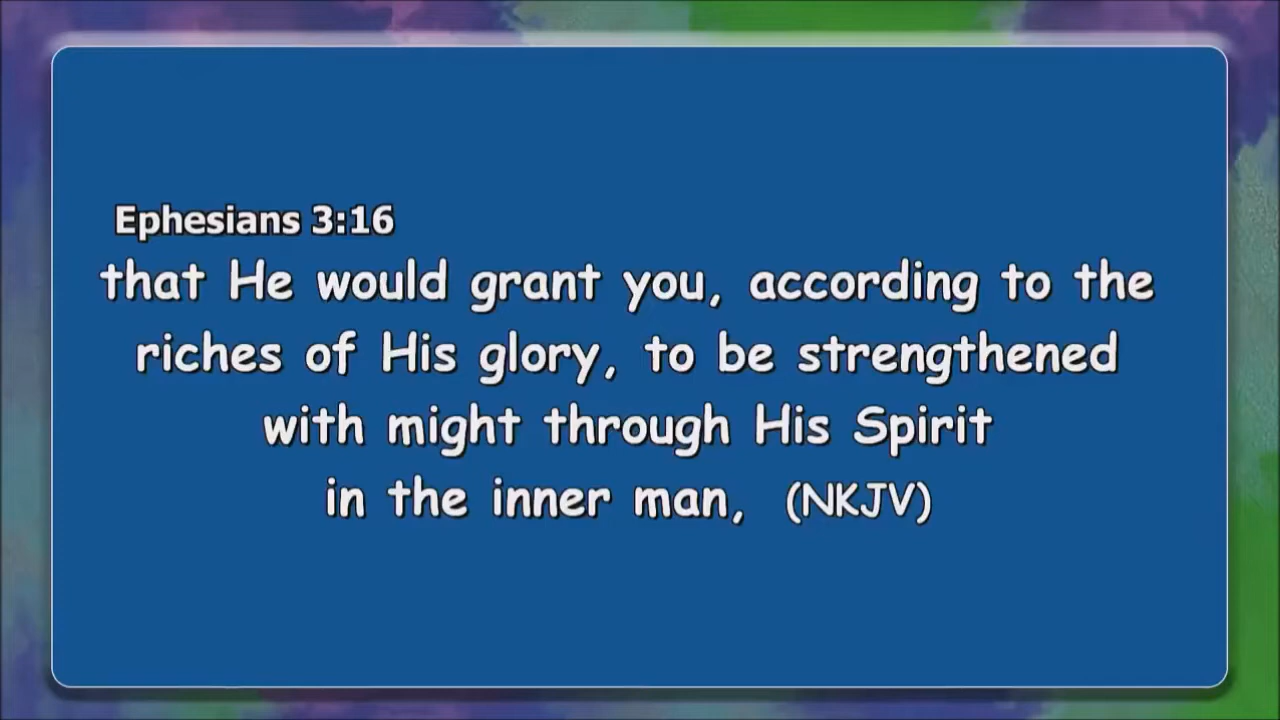 Ephesians 3:16
that He would grant you, according to the
riches of His glory, to be strengthened
with might through His Spirit
in the inner man, (NKJV)